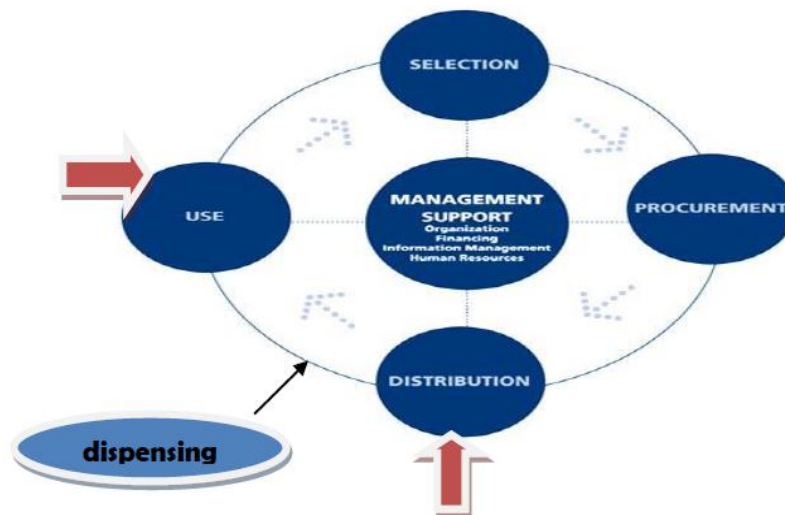 SELECTION
USE
MANAGEMENT
SUPPORT
Organization
Financing
Information Management
Human Resources
PROCUREMENT
DISTRIBUTION
dispensing